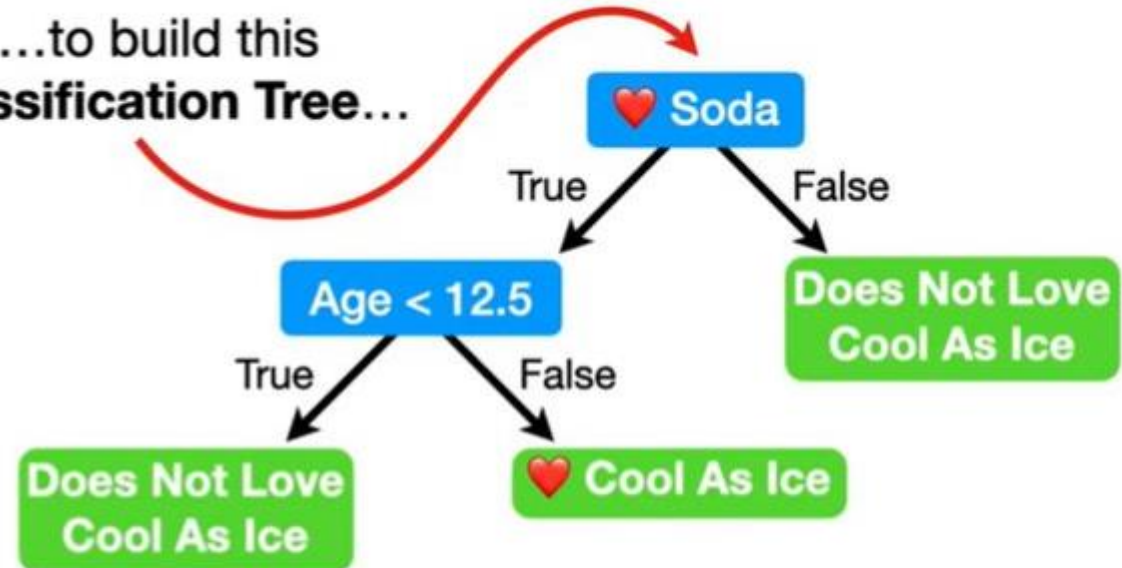 ...to build this
ssification Tree...
❤️ Soda
True
False
Age < 12.5
Does Not Love
Cool As Ice
True
False
Does Not Love
Cool As Ice
❤️ Cool As Ice